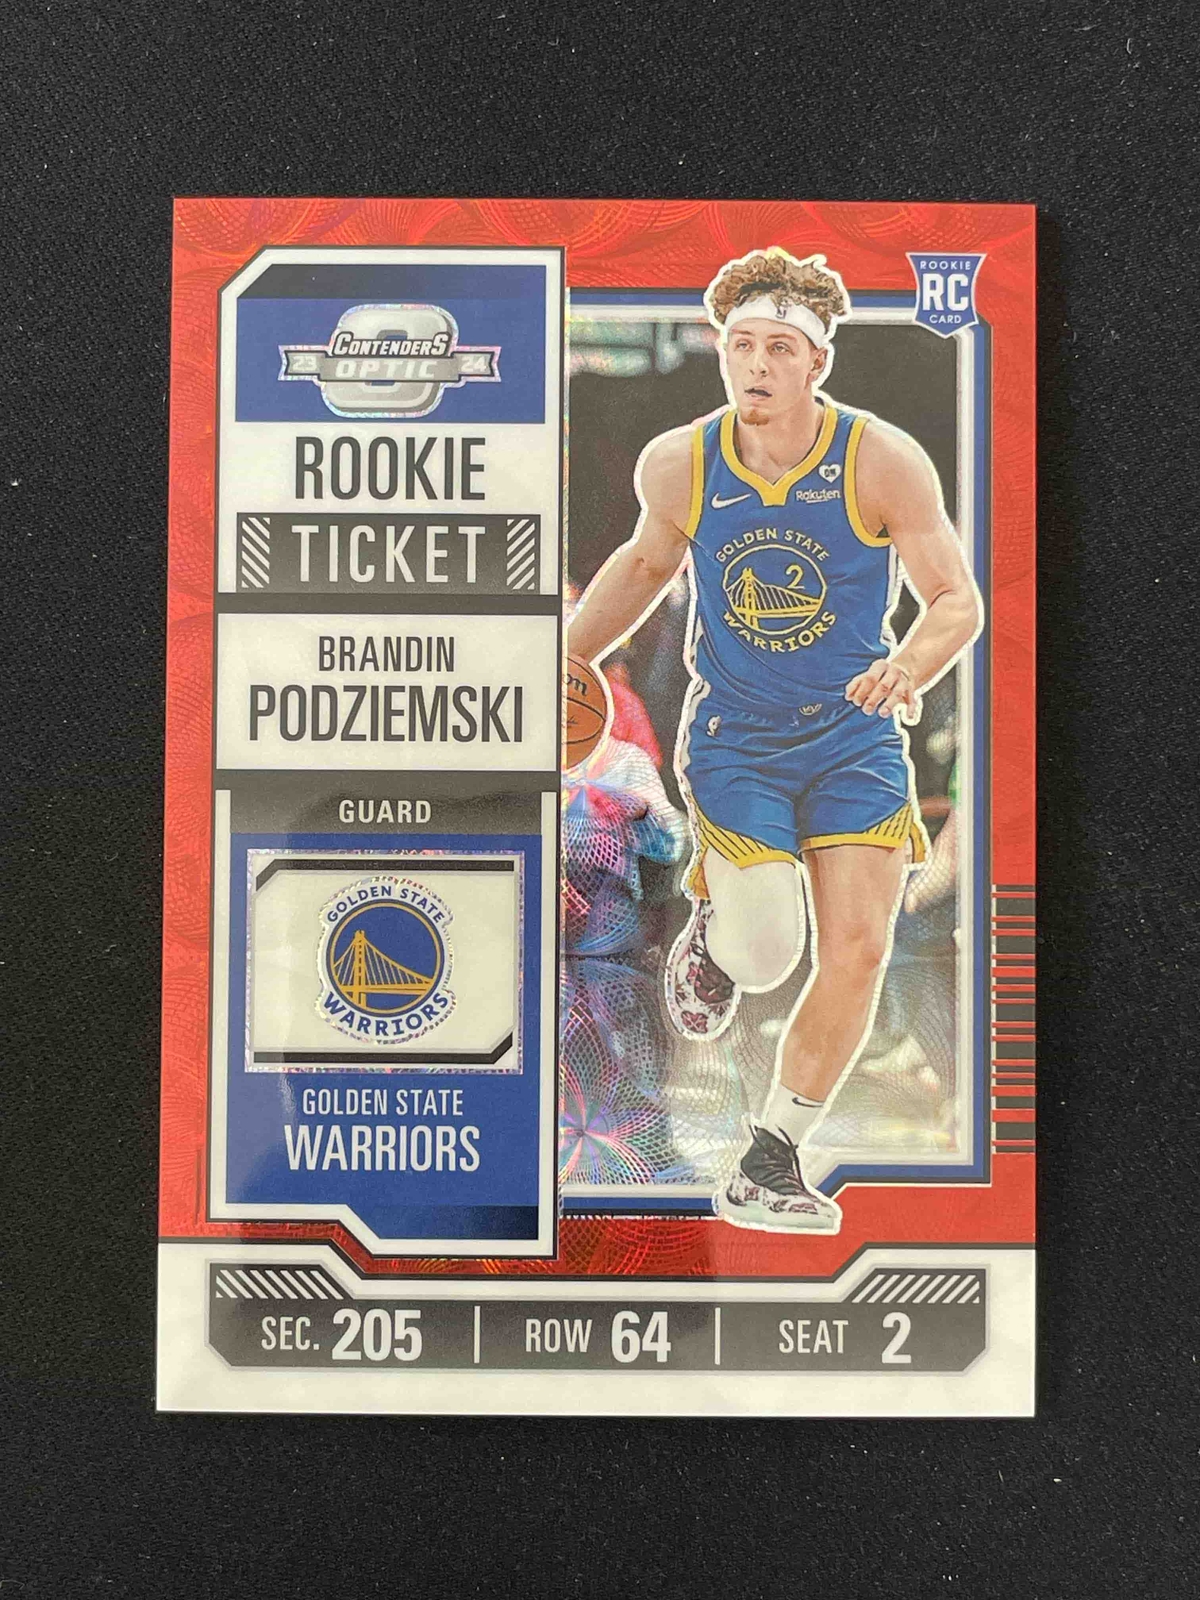 ROOKIE
RC
CARD
CONTENDERS
23 OPTIC 24
ROOKIE
TICKET
BRANDIN
PODZIEMSKI
GUARD
GOLDEN STATE
WARRIORS
GOLDEN STATE
WARRIORS
DM
Rakuten
GOLDEN STATE
2
WARRIORS
SEC. 205 | ROW 64 | SEAT 2